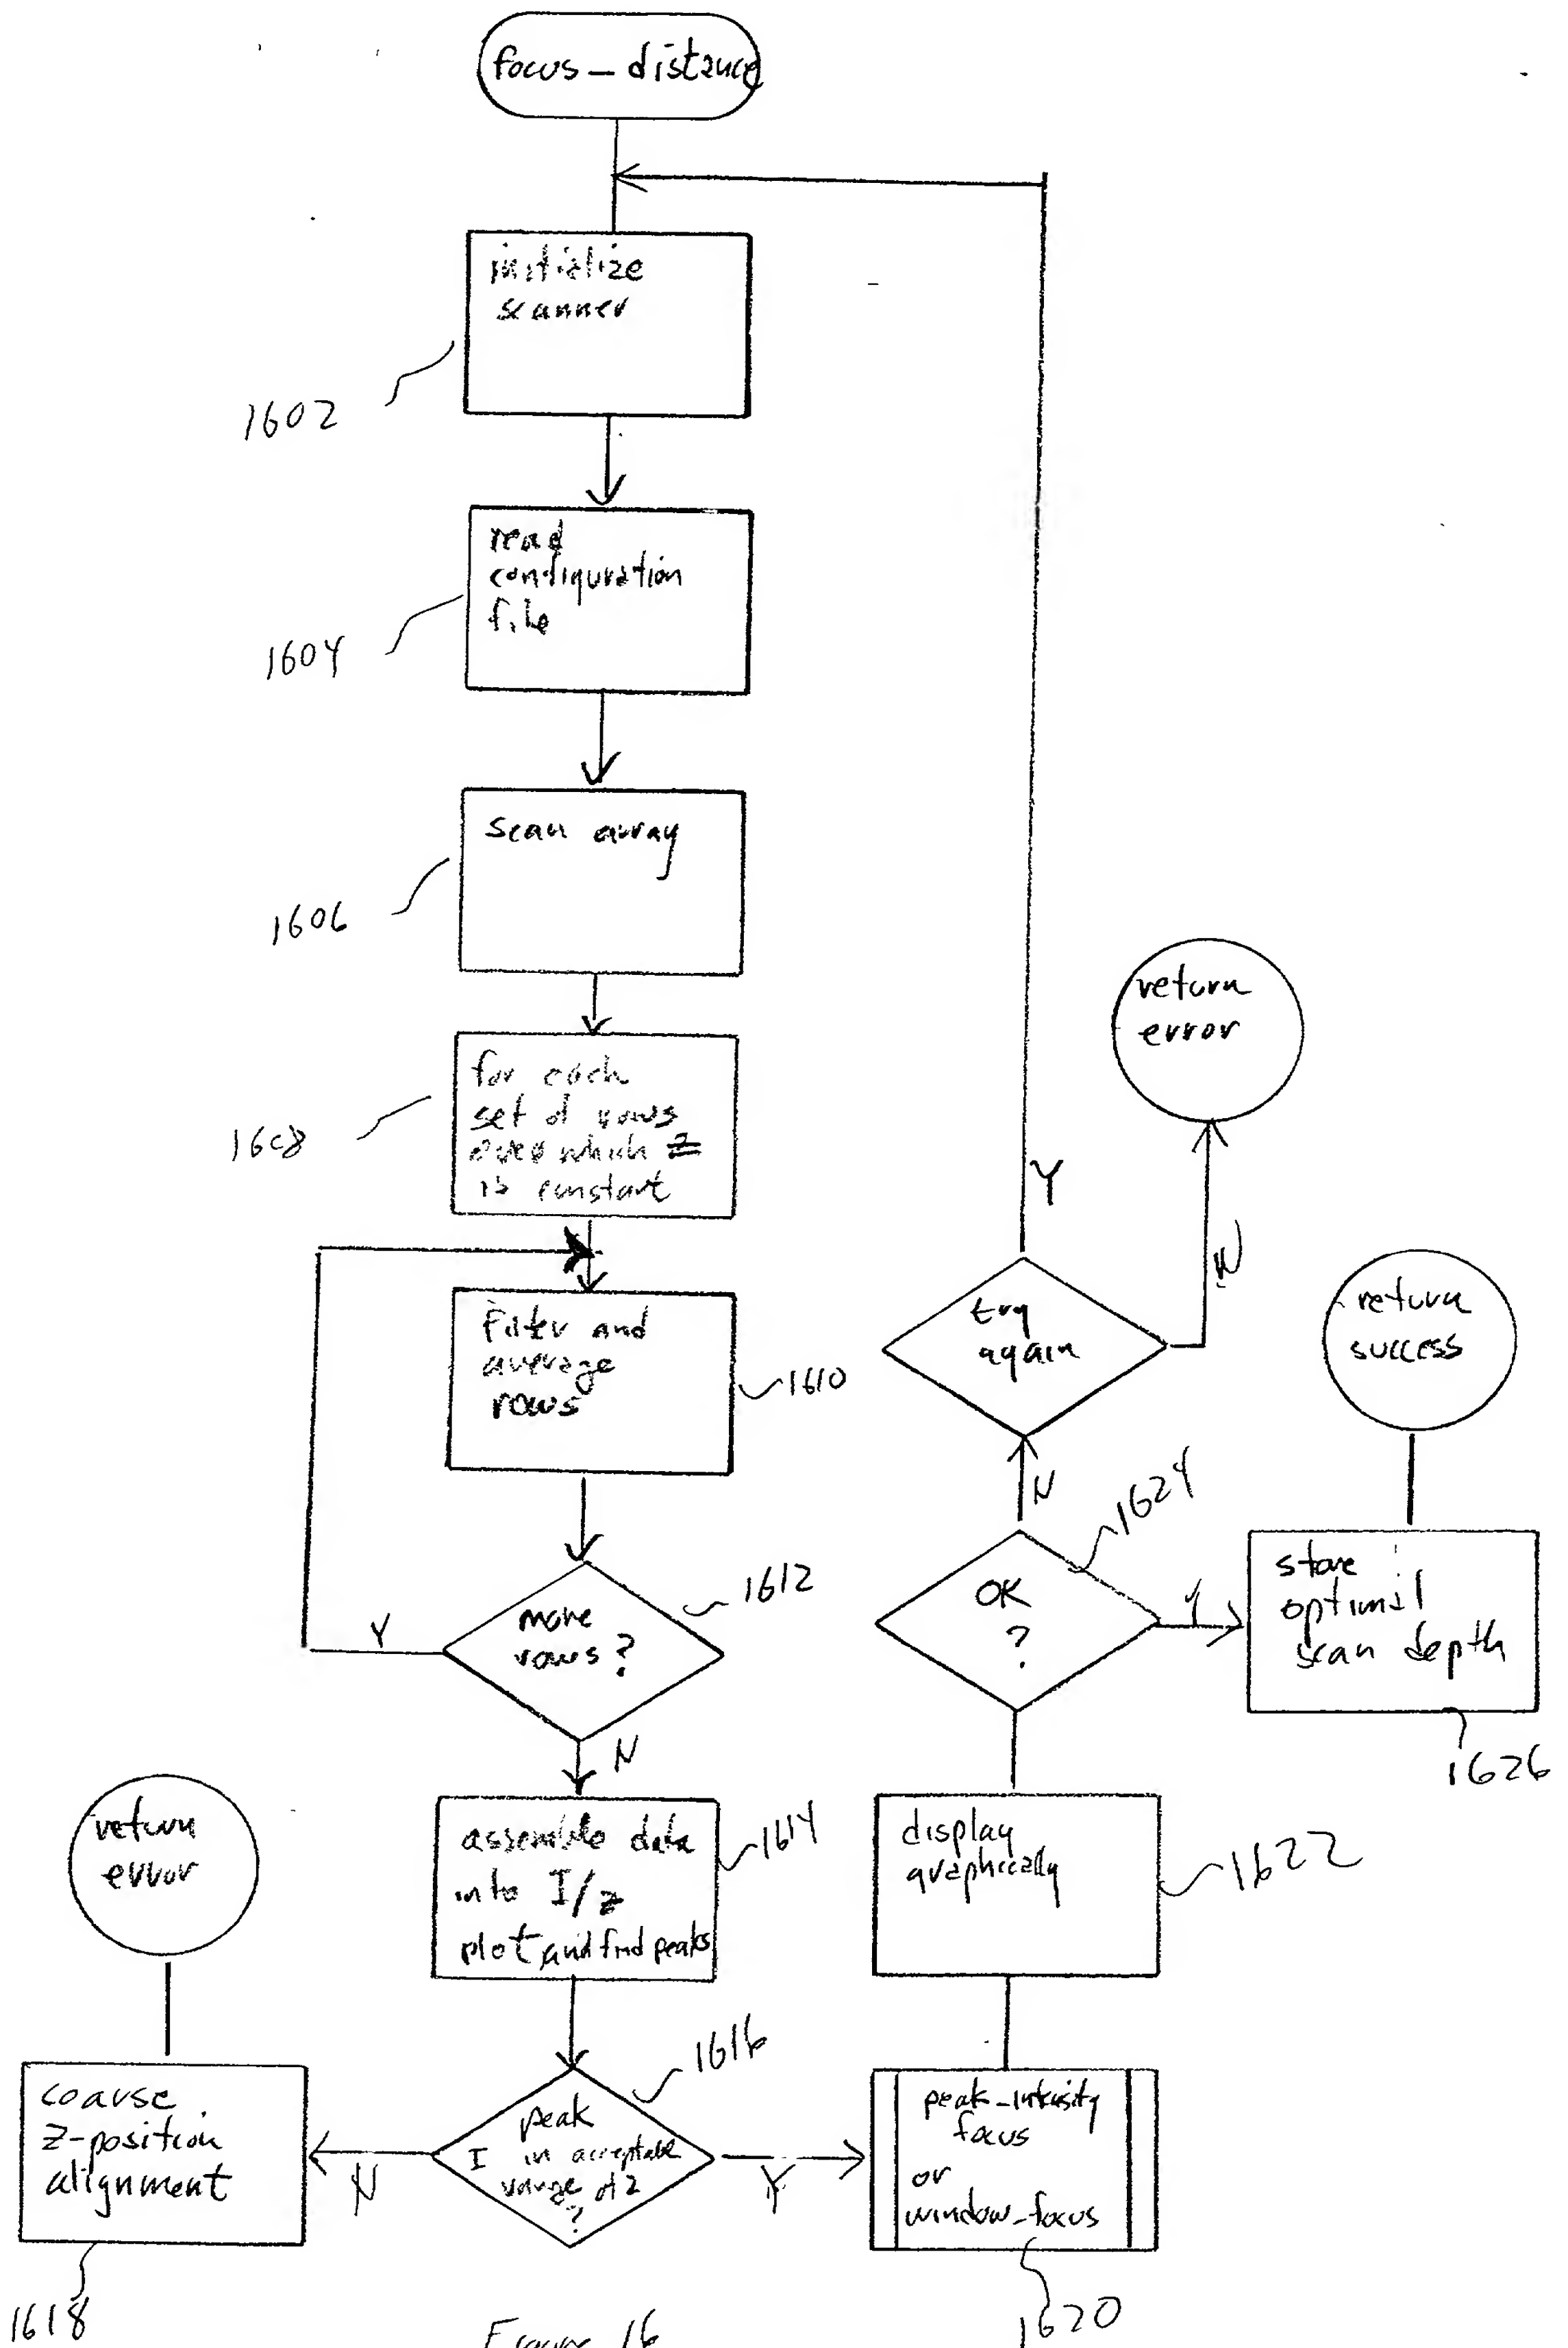 focus_distance
initialize
scanner
1602
read
configuration
file
1604
scan array
1606
for each
set of rows
over which z
is constant
1608
Filter and
average
rows
1610
more
rows?
1612
Y
N
assemble data
into I/z
plot, and find peaks
1614
peak
I in acceptable
range of z
?
1616
N
Y
coarse
z-position
alignment
1618
return
error
peak_intensity
focus
or
window_focus
1620
display
graphically
1622
OK
?
1624
N
Y
try
again
Y
N
return
error
store
optimal
scan depth
1626
return
success
Figure 16